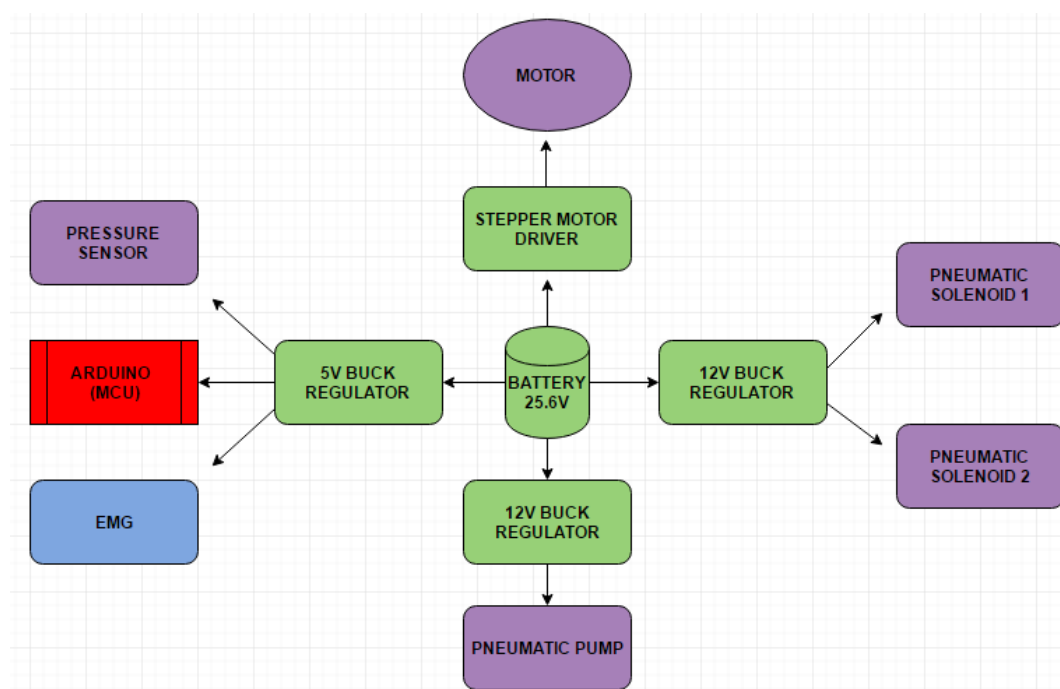 MOTOR
STEPPER MOTOR
DRIVER
PRESSURE
SENSOR
PNEUMATIC
SOLENOID 1
ARDUINO
(MCU)
5V BUCK
REGULATOR
BATTERY
25.6V
12V BUCK
REGULATOR
PNEUMATIC
SOLENOID 2
EMG
12V BUCK
REGULATOR
PNEUMATIC PUMP